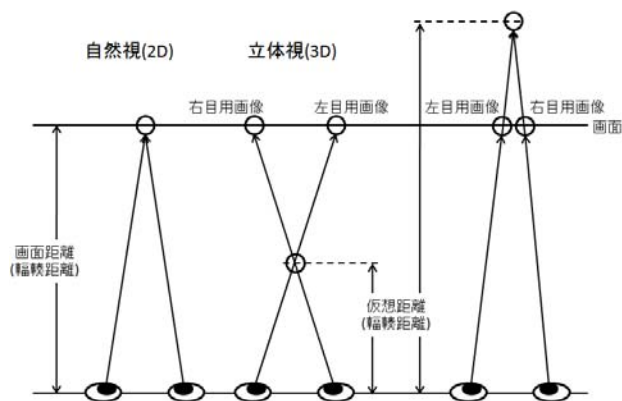 自然視(2D)
立体視(3D)
右目用画像
左目用画像
左目用画像
右目用画像
画面
画面距離
(輻輳距離)
仮想距離
(輻輳距離)